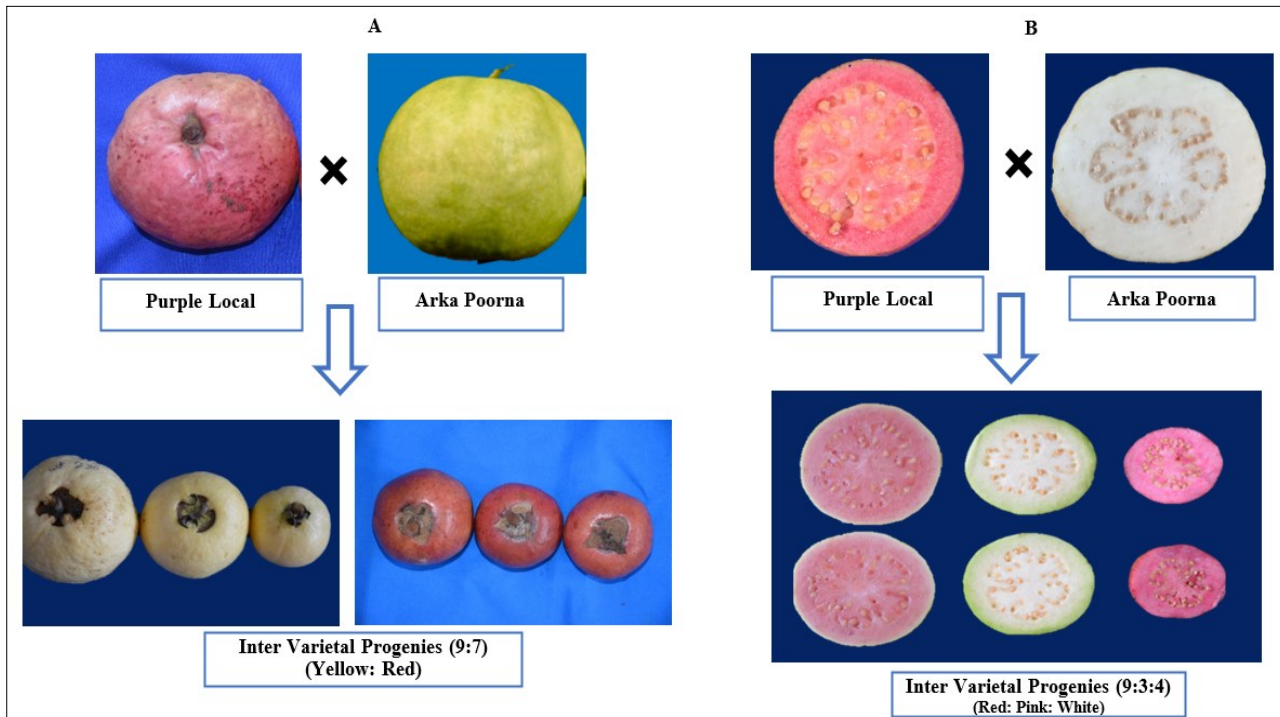 A
Purple Local
Arka Poorna
Inter Varietal Progenies (9:7)
(Yellow: Red)
B
Purple Local
Arka Poorna
Inter Varietal Progenies (9:3:4)
(Red: Pink: White)